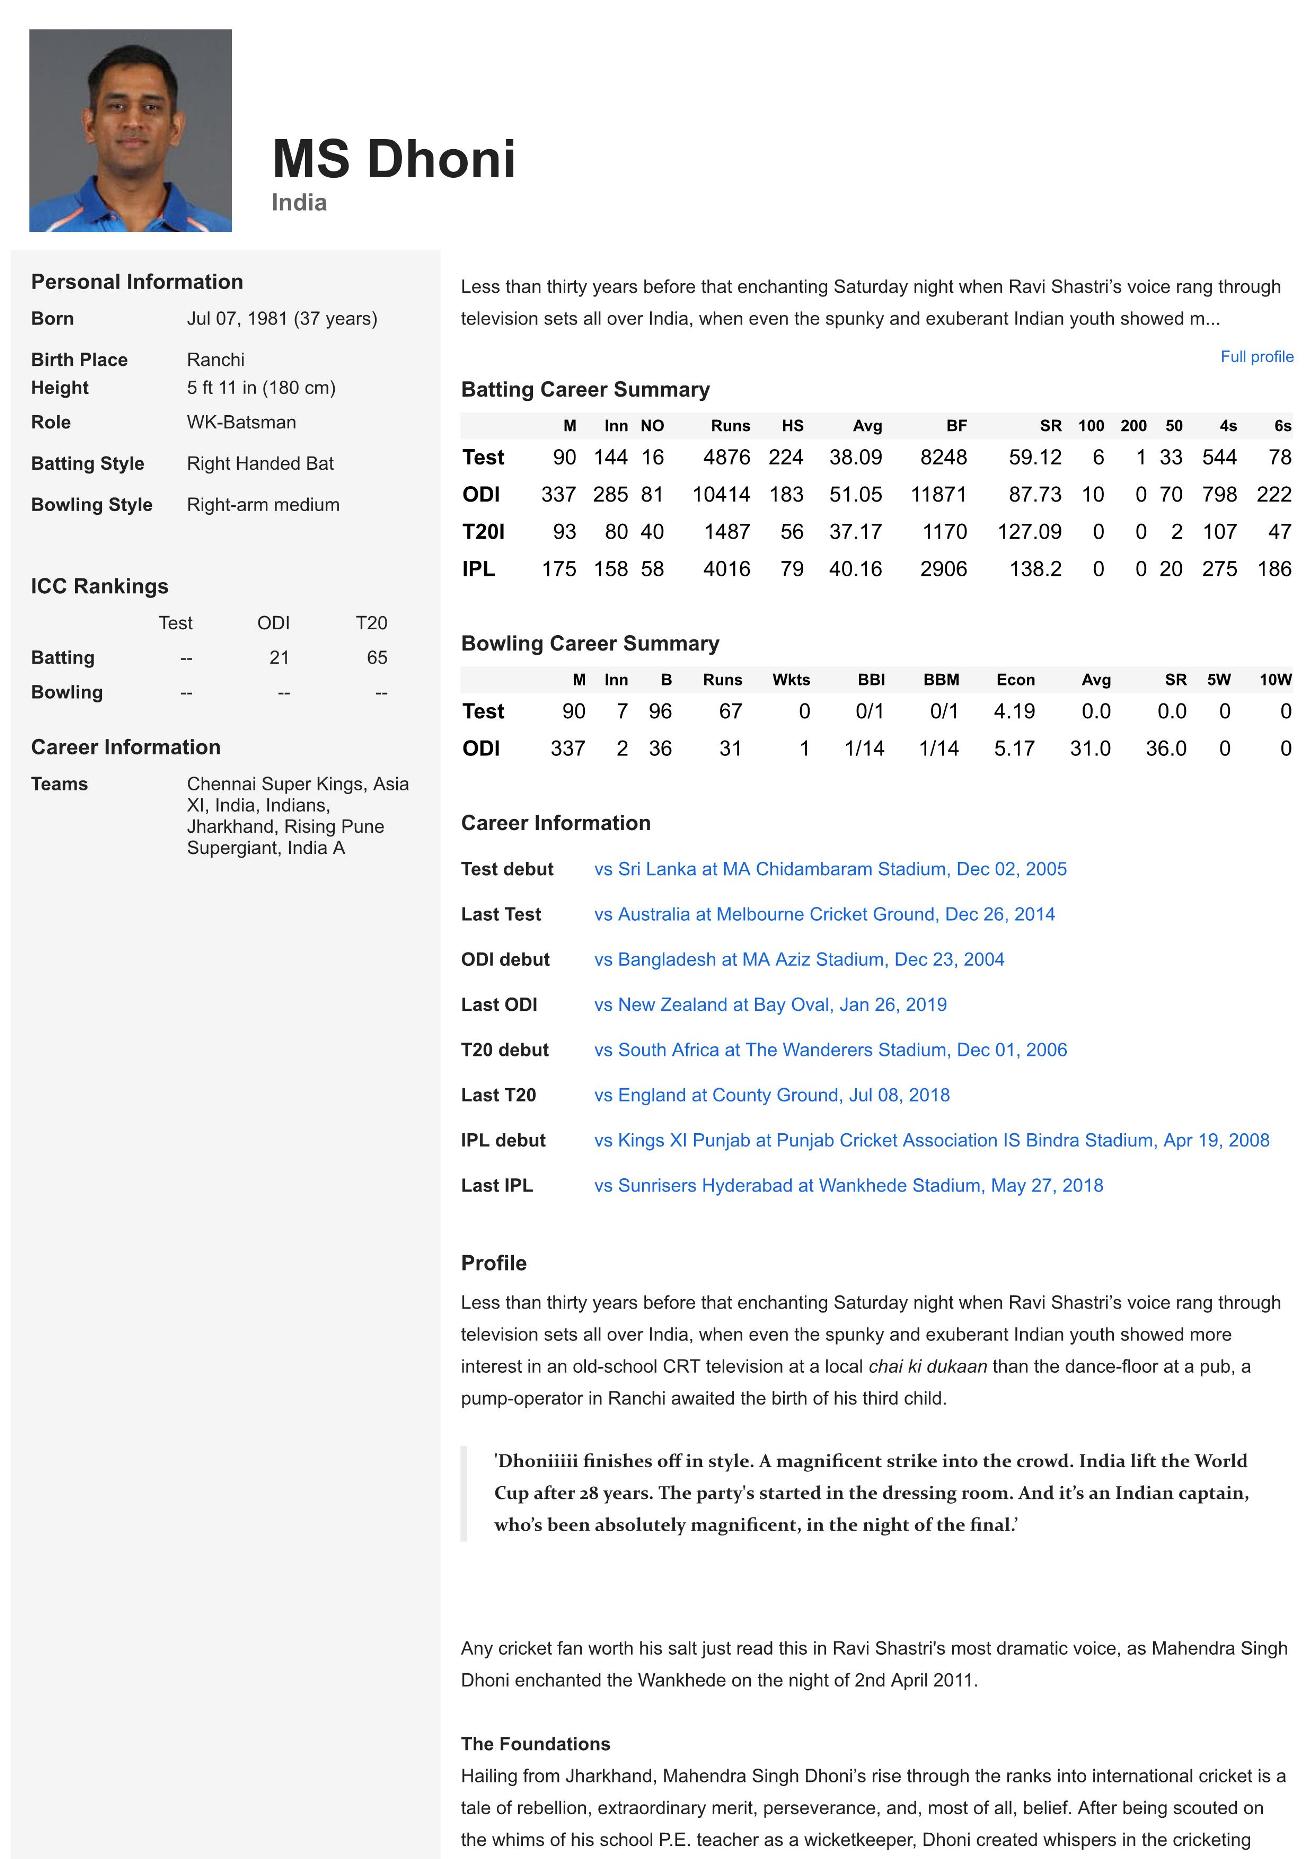 MS Dhoni
India
Personal Information
Born Jul 07, 1981 (37 years)
Birth Place Ranchi
Height 5 ft 11 in (180 cm)
Role WK-Batsman
Batting Style Right Handed Bat
Bowling Style Right-arm medium
ICC Rankings
Test ODI T20
Batting -- 21 65
Bowling -- -- --
Career Information
Teams Chennai Super Kings, Asia
XI, India, Indians,
Jharkhand, Rising Pune
Supergiant, India A
Less than thirty years before that enchanting Saturday night when Ravi Shastri’s voice rang through
television sets all over India, when even the spunky and exuberant Indian youth showed m...
Full profile
Batting Career Summary
M Inn NO Runs HS Avg BF SR 100 200 50 4s 6s
Test 90 144 16 4876 224 38.09 8248 59.12 6 1 33 544 78
ODI 337 285 81 10414 183 51.05 11871 87.73 10 0 70 798 222
T20I 93 80 40 1487 56 37.17 1170 127.09 0 0 2 107 47
IPL 175 158 58 4016 79 40.16 2906 138.2 0 0 20 275 186
Bowling Career Summary
M Inn B Runs Wkts BBI BBM Econ Avg SR 5W 10W
Test 90 7 96 67 0 0/1 0/1 4.19 0.0 0.0 0 0
ODI 337 2 36 31 1 1/14 1/14 5.17 31.0 36.0 0 0
Career Information
Test debut vs Sri Lanka at MA Chidambaram Stadium, Dec 02, 2005
Last Test vs Australia at Melbourne Cricket Ground, Dec 26, 2014
ODI debut vs Bangladesh at MA Aziz Stadium, Dec 23, 2004
Last ODI vs New Zealand at Bay Oval, Jan 26, 2019
T20 debut vs South Africa at The Wanderers Stadium, Dec 01, 2006
Last T20 vs England at County Ground, Jul 08, 2018
IPL debut vs Kings XI Punjab at Punjab Cricket Association IS Bindra Stadium, Apr 19, 2008
Last IPL vs Sunrisers Hyderabad at Wankhede Stadium, May 27, 2018
Profile
Less than thirty years before that enchanting Saturday night when Ravi Shastri’s voice rang through
television sets all over India, when even the spunky and exuberant Indian youth showed more
interest in an old-school CRT television at a local chai ki dukaan than the dance-floor at a pub, a
pump-operator in Ranchi awaited the birth of his third child.
'Dhoniiiii finishes off in style. A magnificent strike into the crowd. India lift the World
Cup after 28 years. The party's started in the dressing room. And it’s an Indian captain,
who’s been absolutely magnificent, in the night of the final.’
Any cricket fan worth his salt just read this in Ravi Shastri's most dramatic voice, as Mahendra Singh
Dhoni enchanted the Wankhede on the night of 2nd April 2011.
The Foundations
Hailing from Jharkhand, Mahendra Singh Dhoni’s rise through the ranks into international cricket is a
tale of rebellion, extraordinary merit, perseverance, and, most of all, belief. After being scouted on
the whims of his school P.E. teacher as a wicketkeeper, Dhoni created whispers in the cricketing